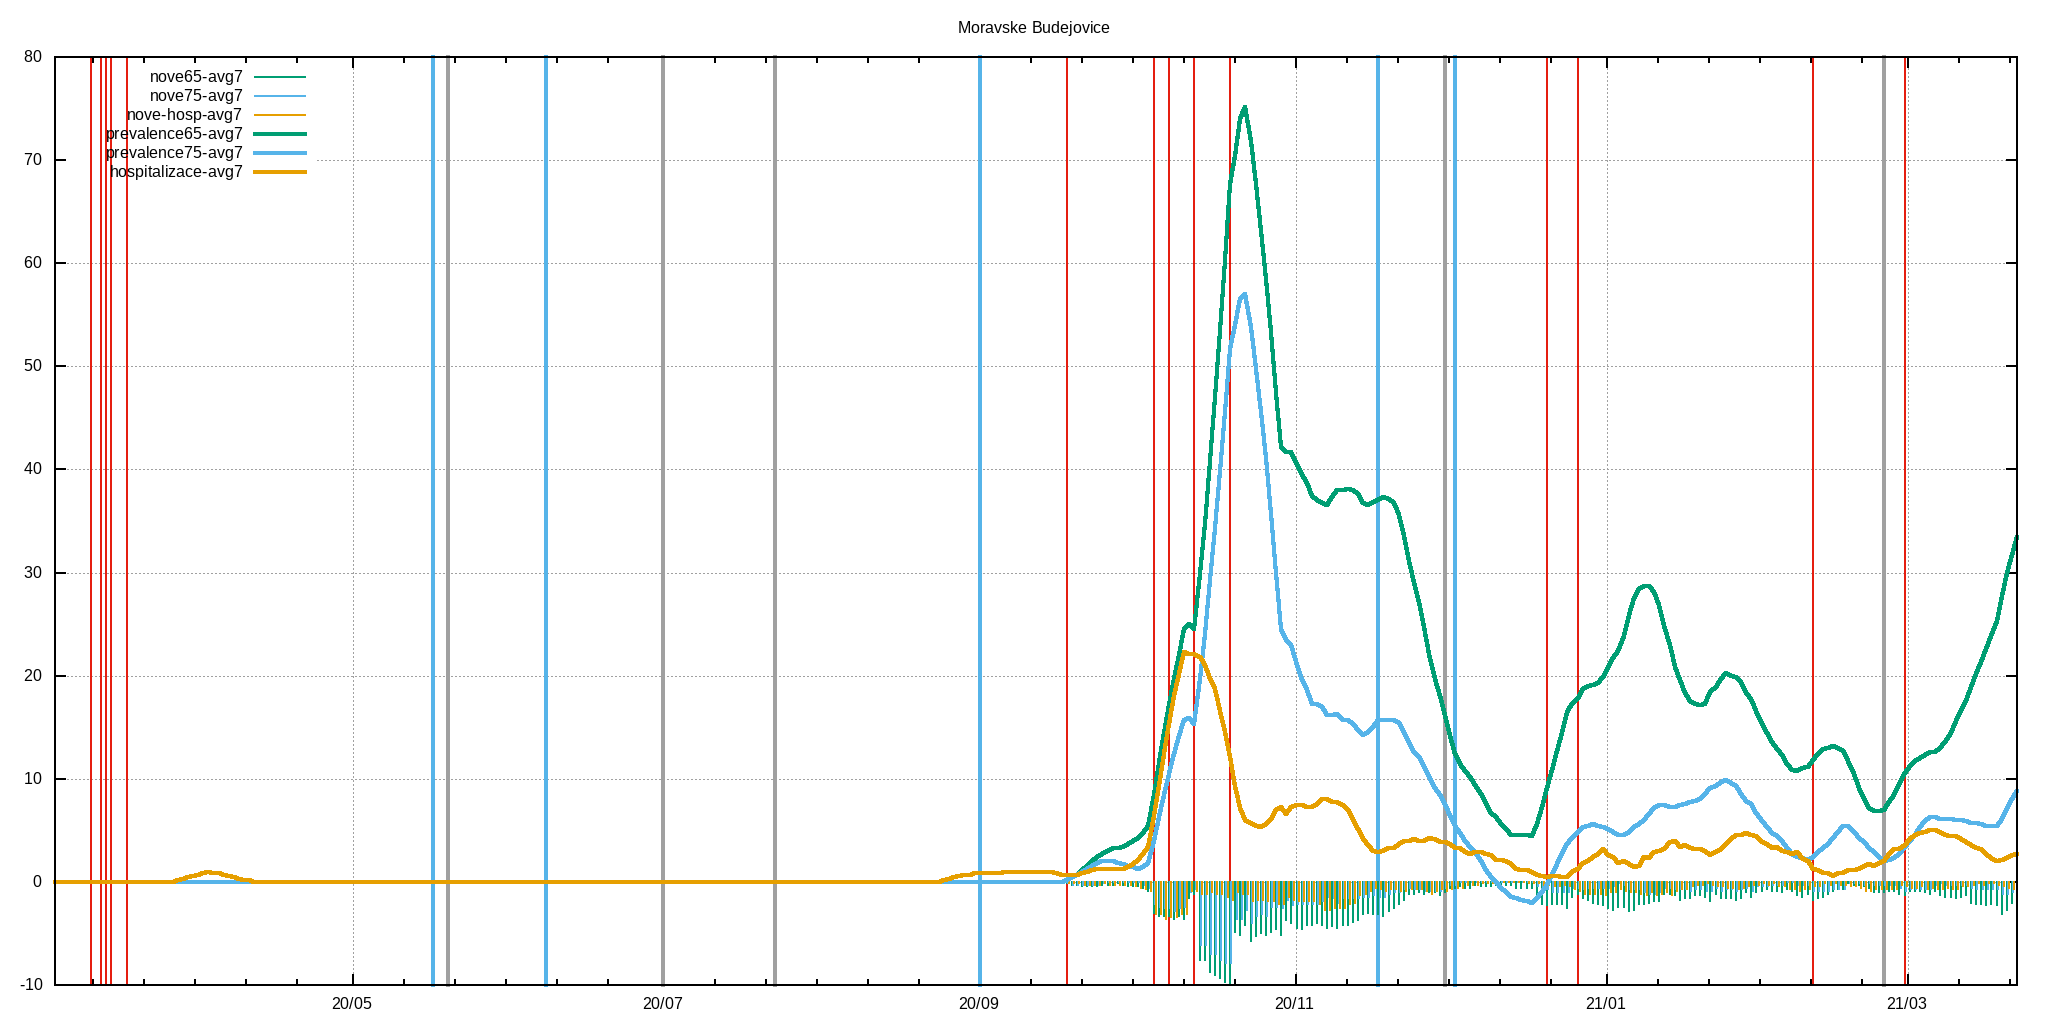 Moravske Budejovice
80
70
60
50
40
30
20
10
0
-10
nove65-avg7
nove75-avg7
nove-hosp-avg7
prevalence65-avg7
prevalence75-avg7
hospitalizace-avg7
20/05
20/07
20/09
20/11
21/01
21/03